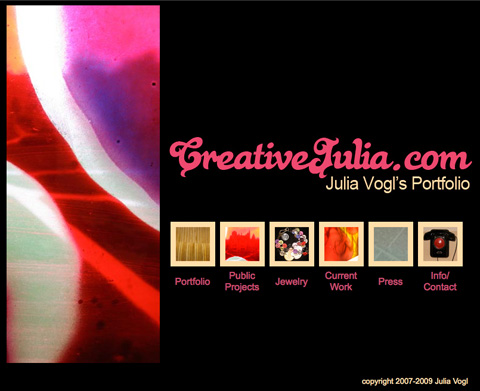 CreativeJulia.com
Julia Vogl's Portfolio
Portfolio
Public
Projects
Jewelry
Current
Work
Press
Info/
Contact
copyright 2007-2009 Julia Vogl